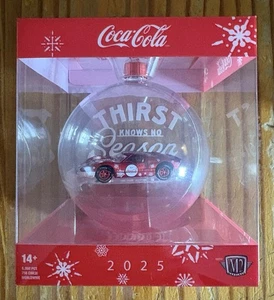 Coca-Cola
THIRST
KNOWS NO
Season
14+
2025
M2